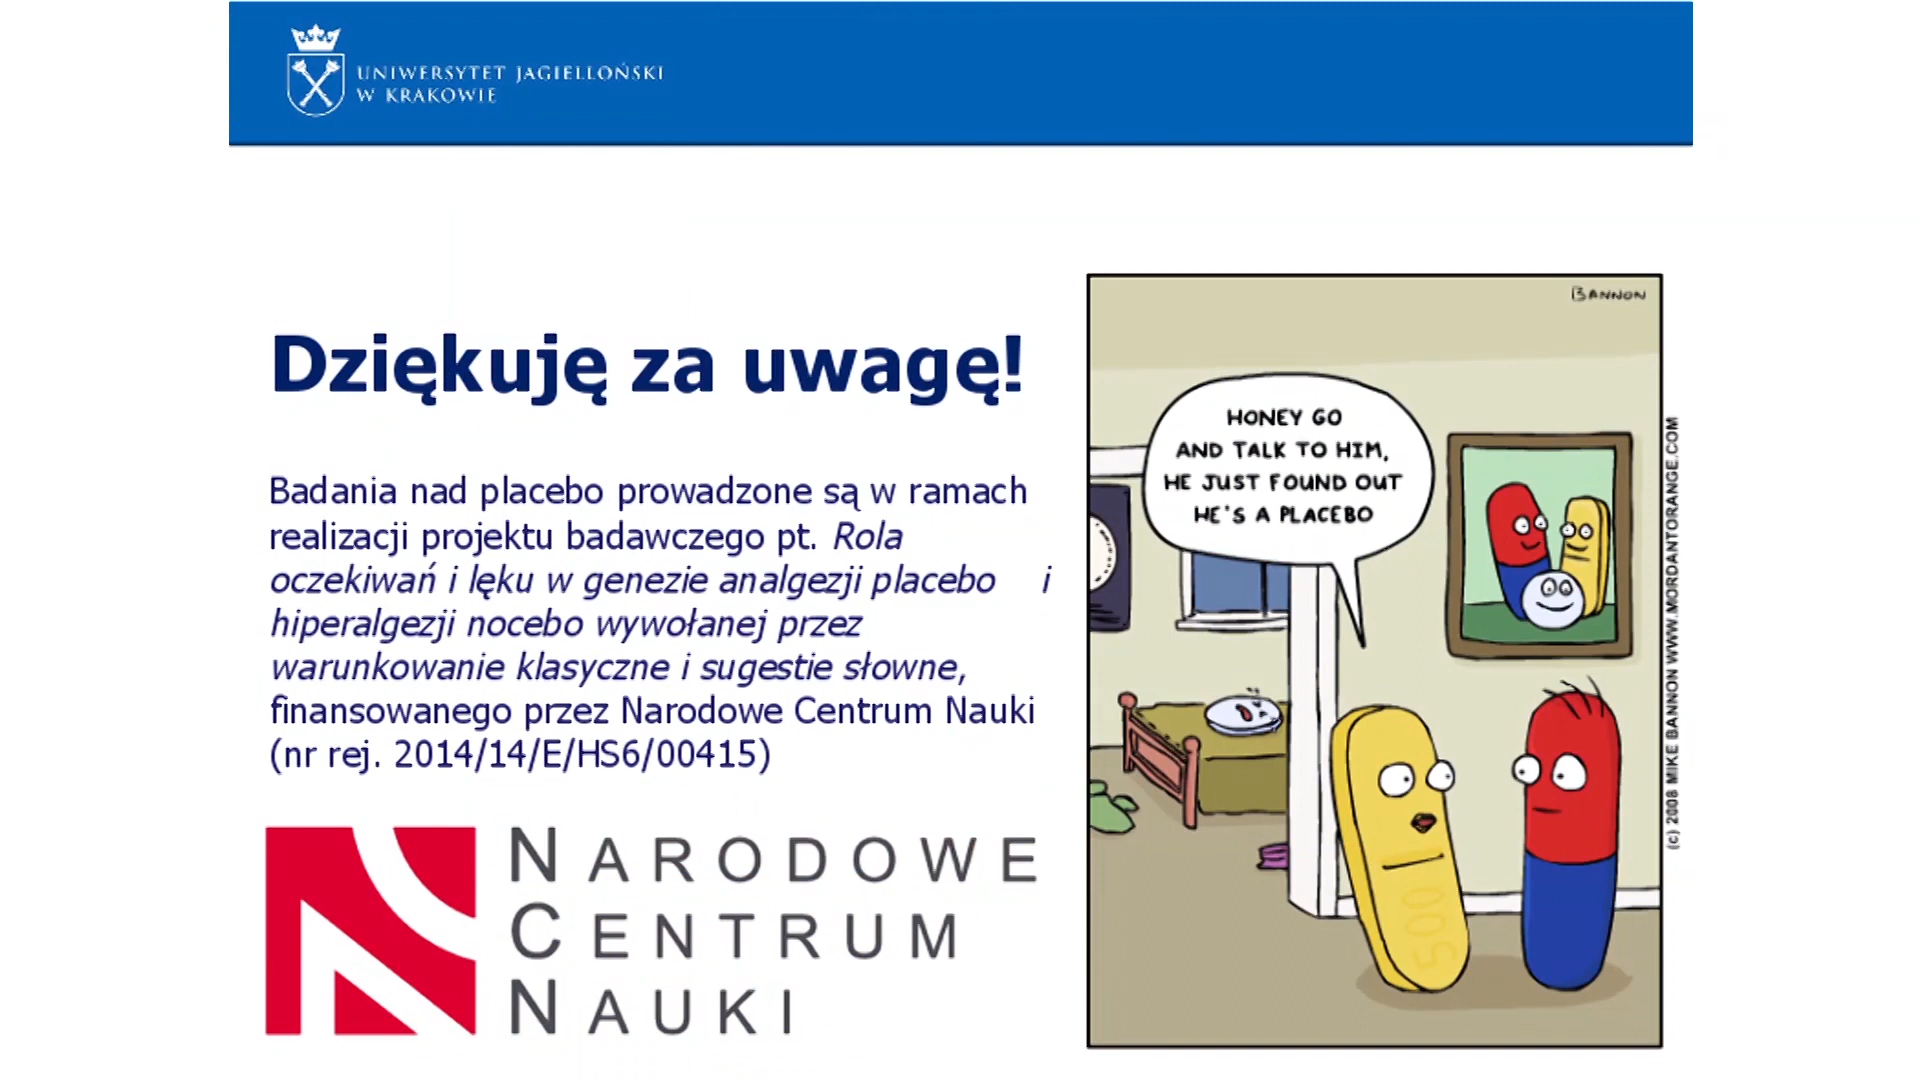 UNIWERSYTET JAGIELLOŃSKI
W KRAKOWIE
Dziękuję za uwagę!
Badania nad placebo prowadzone są w ramach
realizacji projektu badawczego pt. Rola
oczekiwań i lęku w genezie analgezji placebo i
hiperalgezji nocebo wywołanej przez
warunkowanie klasyczne i sugestie słowne,
finansowanego przez Narodowe Centrum Nauki
(nr rej. 2014/14/E/HS6/00415)
NARODOWE
CENTRUM
NAUKI
BANNON
HONEY GO
AND TALK TO HIM,
HE JUST FOUND OUT
HE'S A PLACEBO
500
(c) 2008 MIKE BANNON WWW.MORDANTORANGE.COM